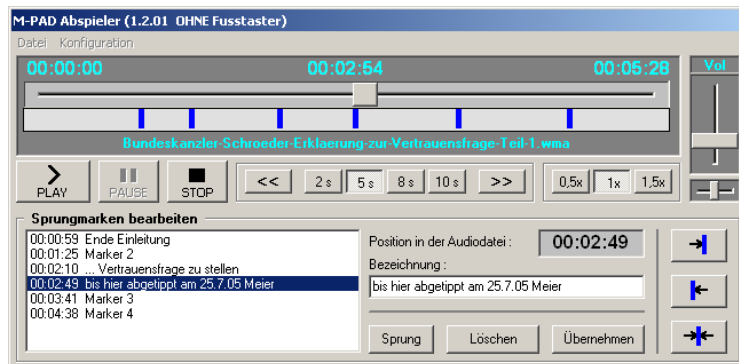 M-PAD Abspieler (1.2.01 OHNE Fusstaster)
Datei Konfiguration
00:00:00 00:02:54 00:05:28 Vol
Bundeskanzler-Schroeder-Erklaerung-zur-Vertrauensfrage-Teil-1.wma
PLAY PAUSE STOP << 2 s 5 s 8 s 10 s >> 0,5x 1x 1,5x
Sprungmarken bearbeiten
00:00:59 Ende Einleitung
00:01:25 Marker 2
00:02:10 ... Vertrauensfrage zu stellen
00:02:49 bis hier abgetippt am 25.7.05 Meier
00:03:41 Marker 3
00:04:38 Marker 4
Position in der Audiodatei : 00:02:49
Bezeichnung :
bis hier abgetippt am 25.7.05 Meier
Sprung Löschen Übernehmen